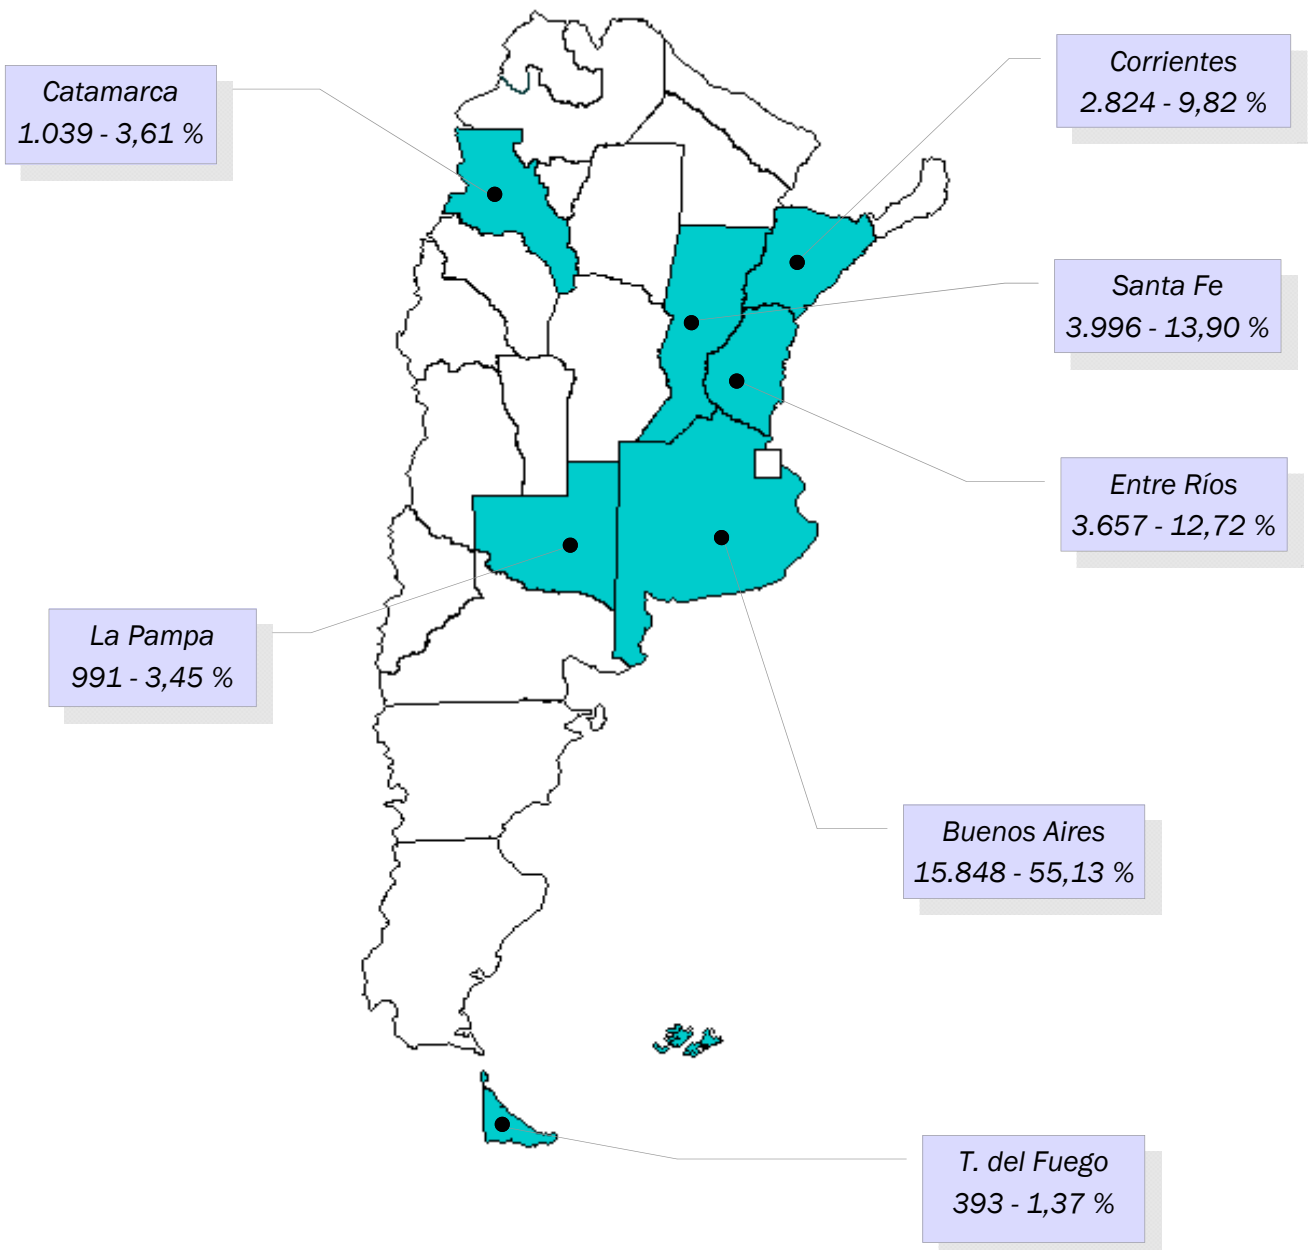 Catamarca
1.039 - 3,61 %
Corrientes
2.824 - 9,82 %
Santa Fe
3.996 - 13,90 %
Entre Ríos
3.657 - 12,72 %
La Pampa
991 - 3,45 %
Buenos Aires
15.848 - 55,13 %
T. del Fuego
393 - 1,37 %